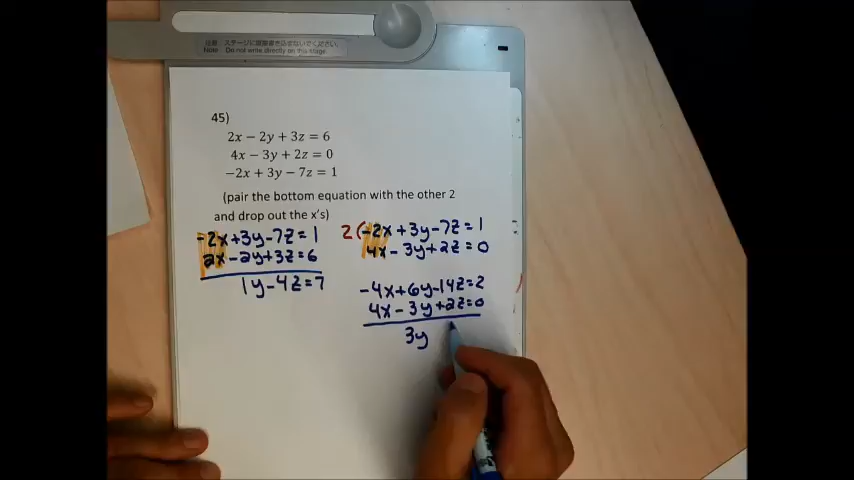 Note: Do not write directly on this stage.
45)
2x − 2y + 3z = 6
4x − 3y + 2z = 0
−2x + 3y − 7z = 1
(pair the bottom equation with the other 2
and drop out the x's)
-2x+3y-7z=1
2x-2y+3z=6
1y-4z=7
2(-2x+3y-7z=1
4x-3y+2z=0
-4x+6y-14z=2
4x-3y+2z=0
3y